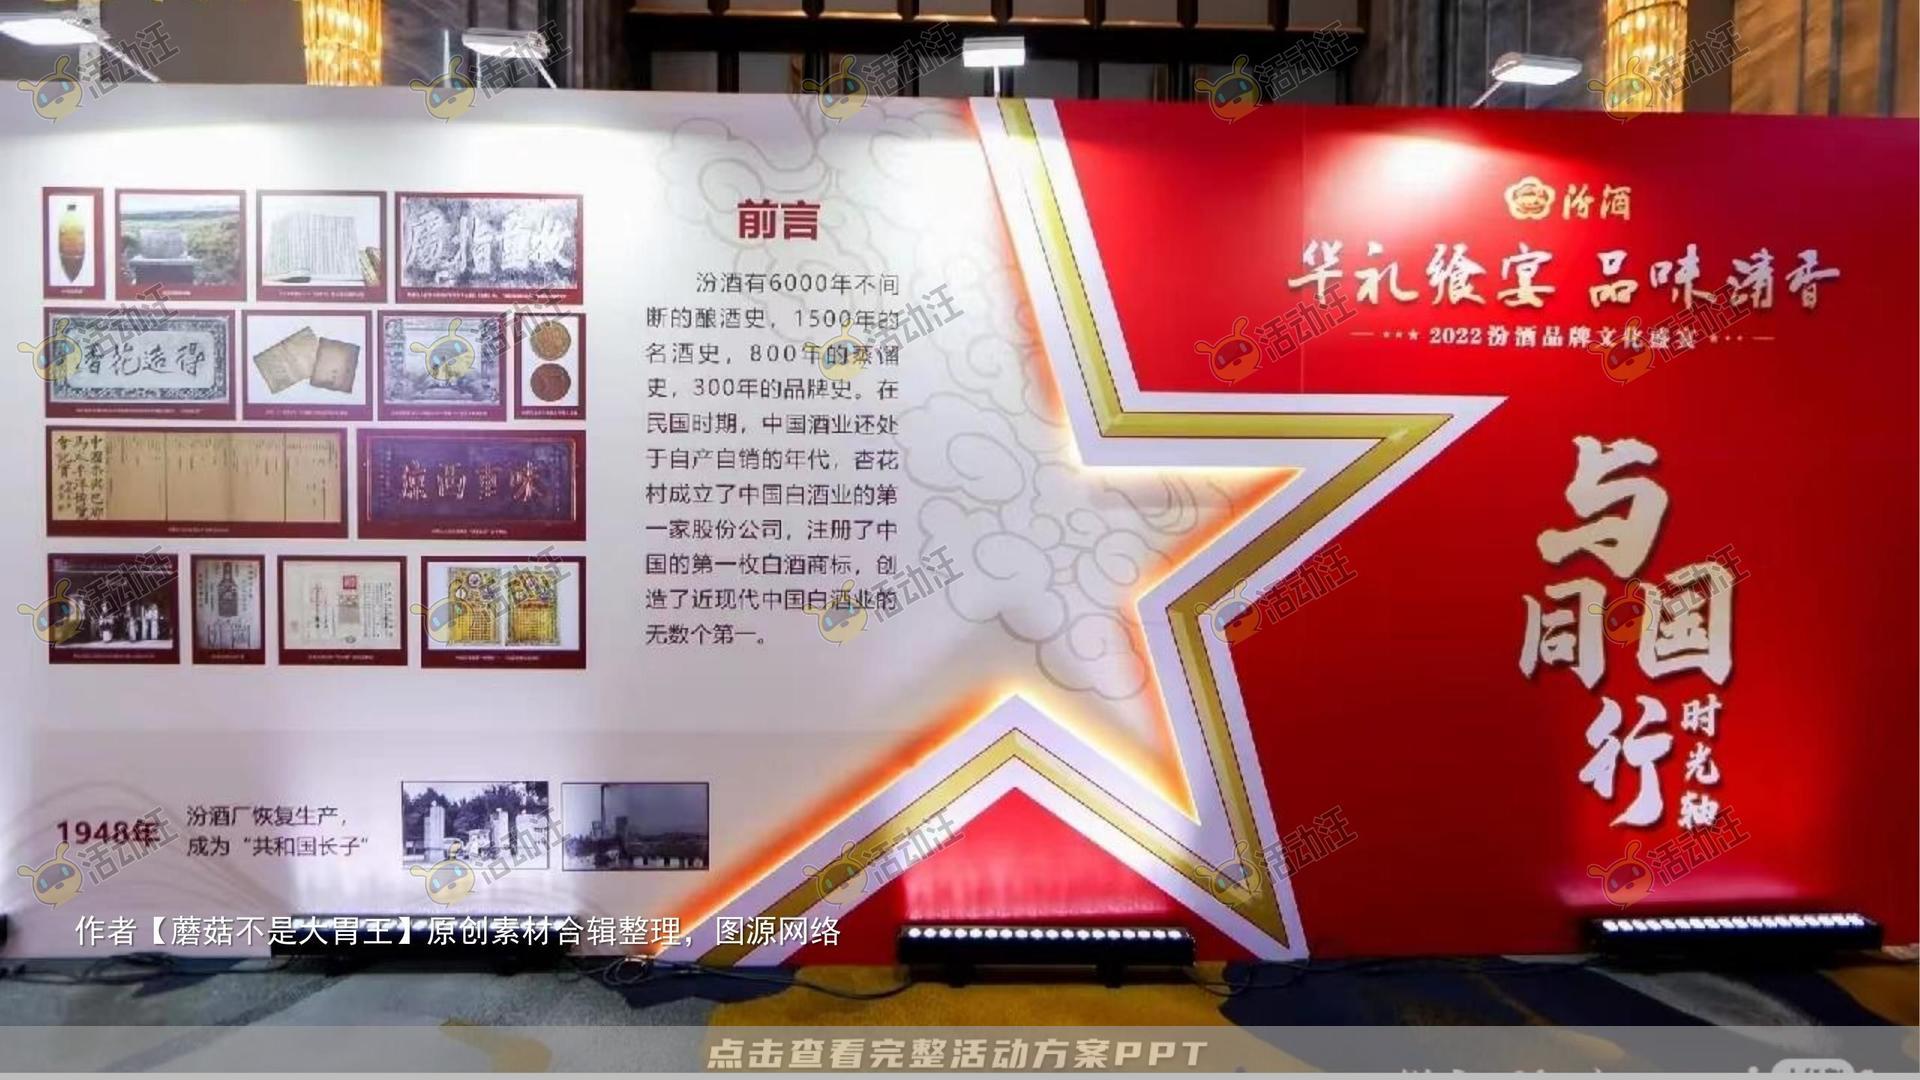 汾酒
华礼飨宴 品味清香
2022汾酒品牌文化盛宴
与国同行
时光轴
前言
汾酒有6000年不间
断的酿酒史，1500年的
名酒史，800年的蒸馏
史，300年的品牌史。在
民国时期，中国酒业还处
于自产自销的年代，杏花
村成立了中国白酒业的第
一家股份公司，注册了中
国的第一枚白酒商标，创
造了近现代中国白酒业的
无数个第一。
得造花香
味重西凉
1948年
汾酒厂恢复生产，
成为“共和国长子”
作者【蘑菇不是大胃王】原创素材合辑整理，图源网络
点击查看完整活动方案PPT
活动汪